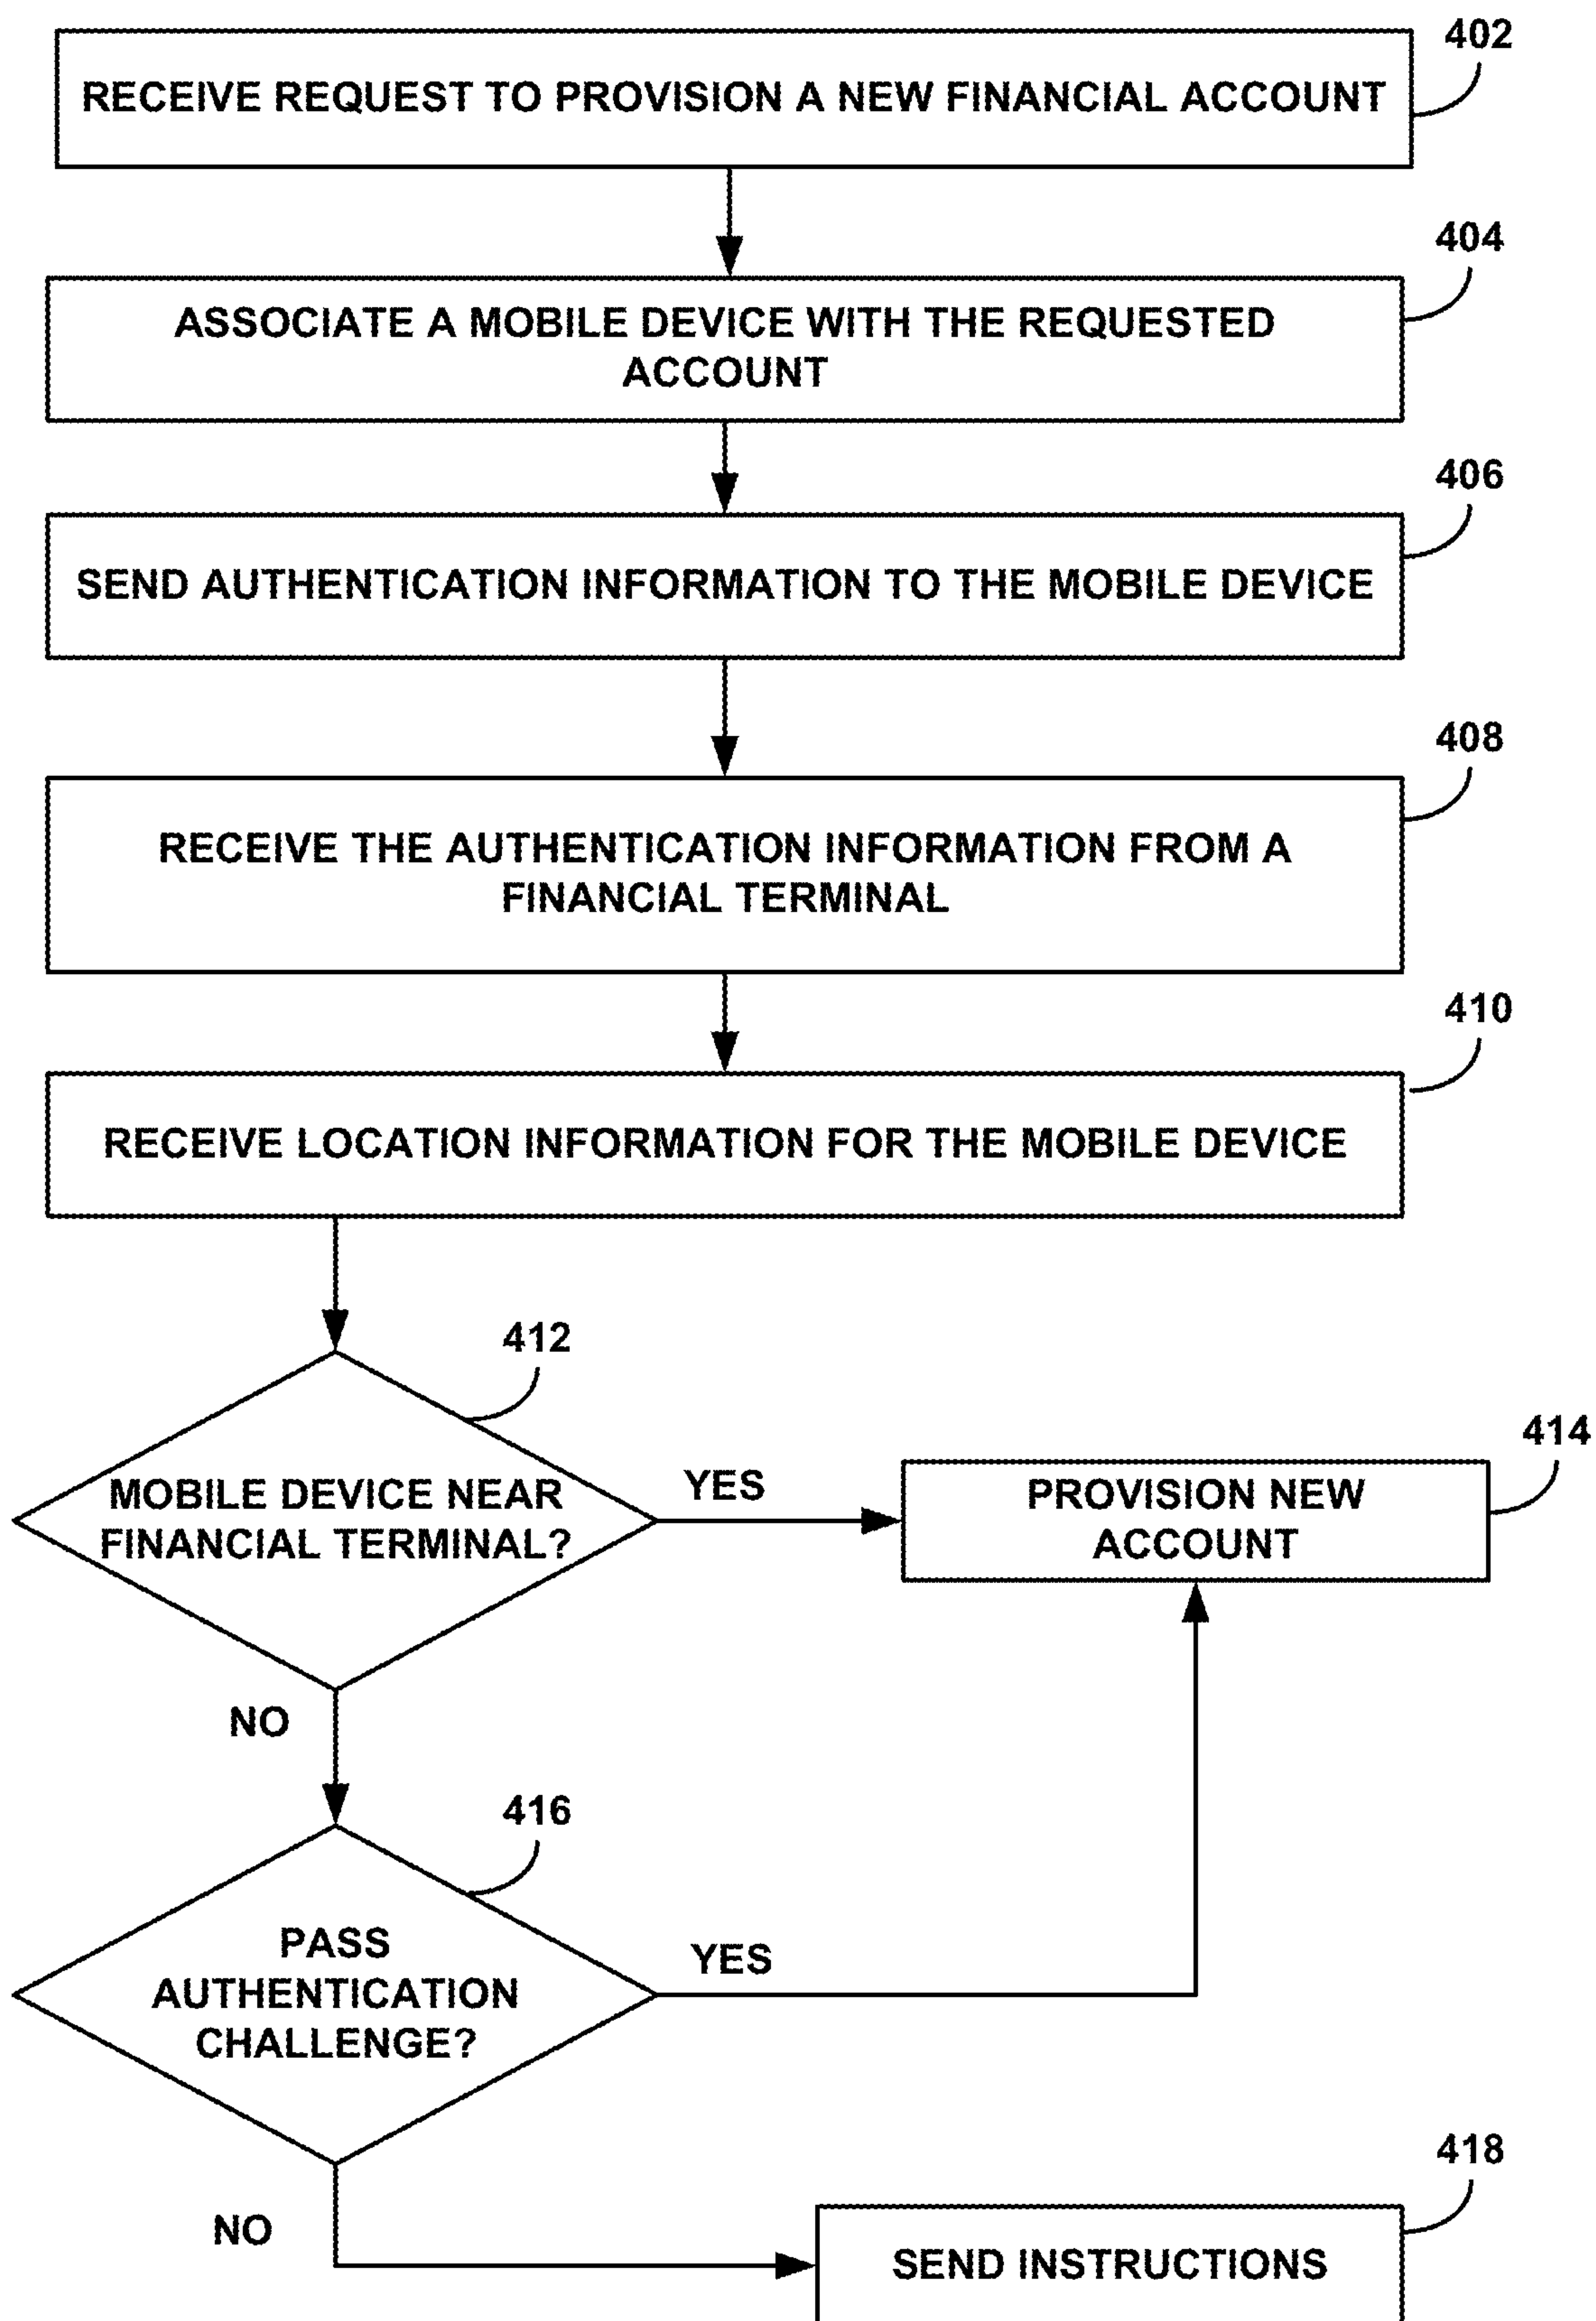 402
RECEIVE REQUEST TO PROVISION A NEW FINANCIAL ACCOUNT
404
ASSOCIATE A MOBILE DEVICE WITH THE REQUESTED
ACCOUNT
406
SEND AUTHENTICATION INFORMATION TO THE MOBILE DEVICE
408
RECEIVE THE AUTHENTICATION INFORMATION FROM A
FINANCIAL TERMINAL
410
RECEIVE LOCATION INFORMATION FOR THE MOBILE DEVICE
412
MOBILE DEVICE NEAR
FINANCIAL TERMINAL?
YES
414
PROVISION NEW
ACCOUNT
NO
416
PASS
AUTHENTICATION
CHALLENGE?
YES
NO
418
SEND INSTRUCTIONS